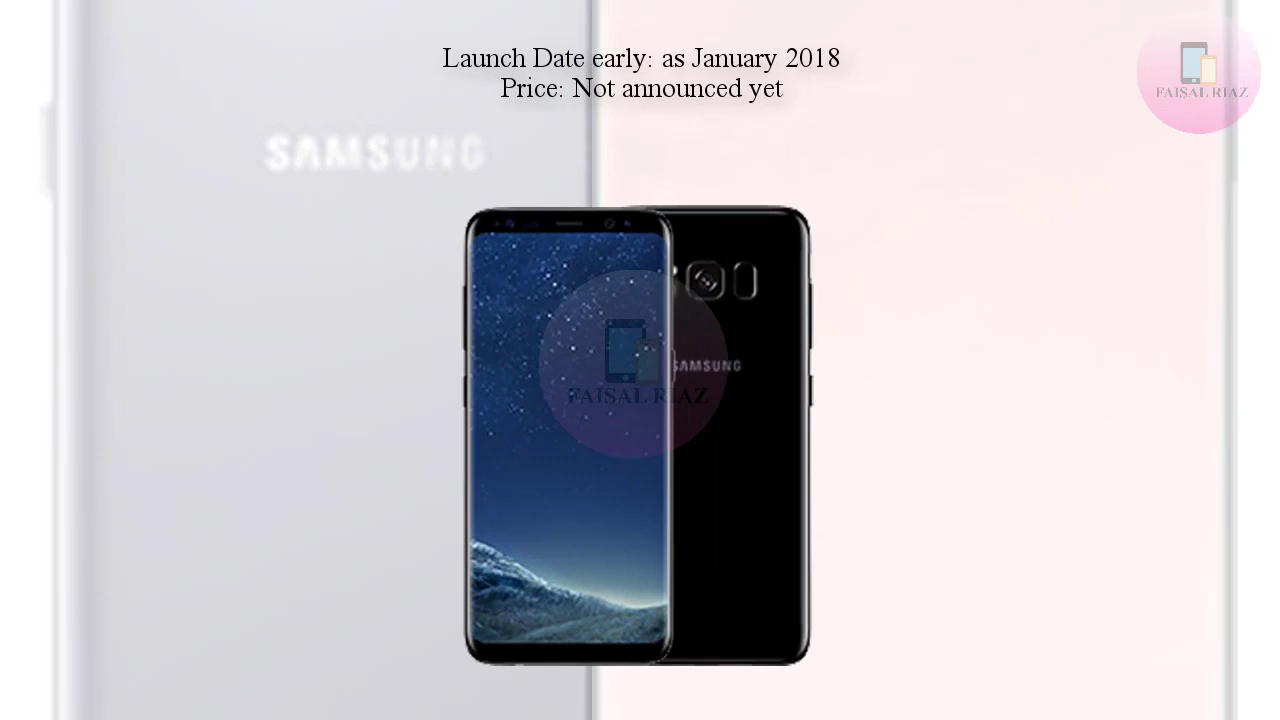 Launch Date early: as January 2018
Price: Not announced yet
FAISAL RIAZ
SAMSUNG
SAMSUNG
FAISAL RIAZ